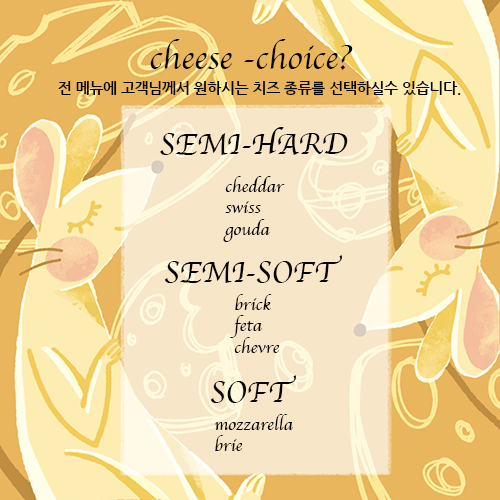 cheese -choice?
전 메뉴에 고객님께서 원하시는 치즈 종류를 선택하실수 있습니다.
SEMI-HARD
cheddar
swiss
gouda
SEMI-SOFT
brick
feta
chevre
SOFT
mozzarella
brie